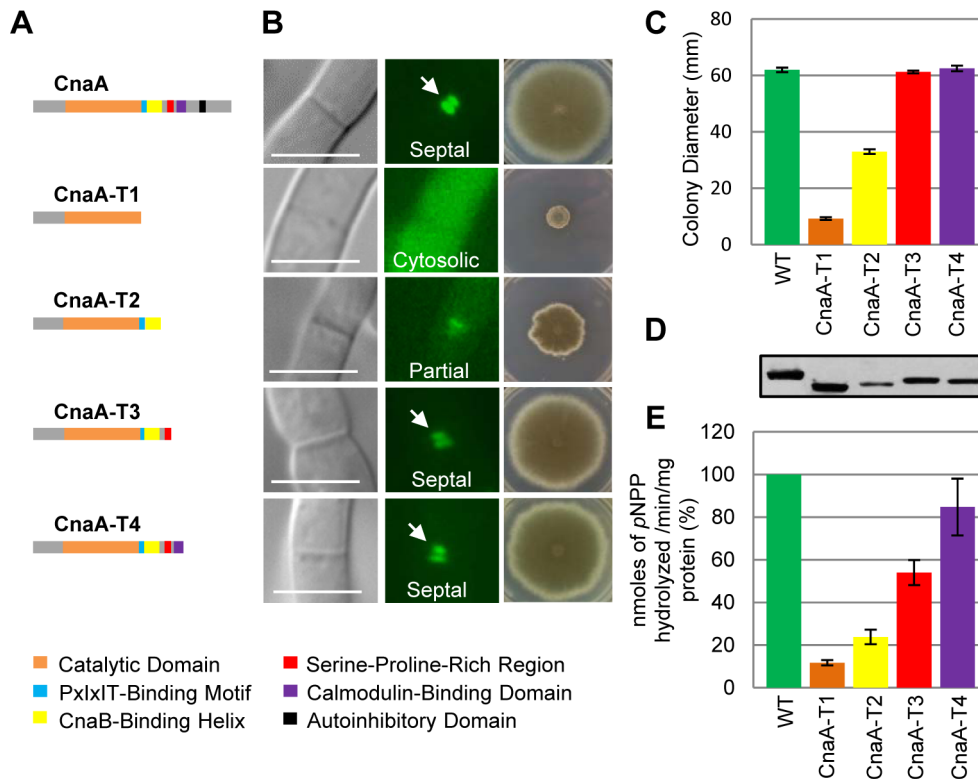 A
CnaA
CnaA-T1
CnaA-T2
CnaA-T3
CnaA-T4
B
Septal
Cytosolic
Partial
Septal
Septal
Catalytic Domain
PxIxIT-Binding Motif
CnaB-Binding Helix
Serine-Proline-Rich Region
Calmodulin-Binding Domain
Autoinhibitory Domain
C
Colony Diameter (mm)
80
60
40
20
0
WT
CnaA-T1
CnaA-T2
CnaA-T3
CnaA-T4
D
E
nmoles of pNPP
hydrolyzed /min/mg
protein (%)
120
100
80
60
40
20
0
WT
CnaA-T1
CnaA-T2
CnaA-T3
CnaA-T4